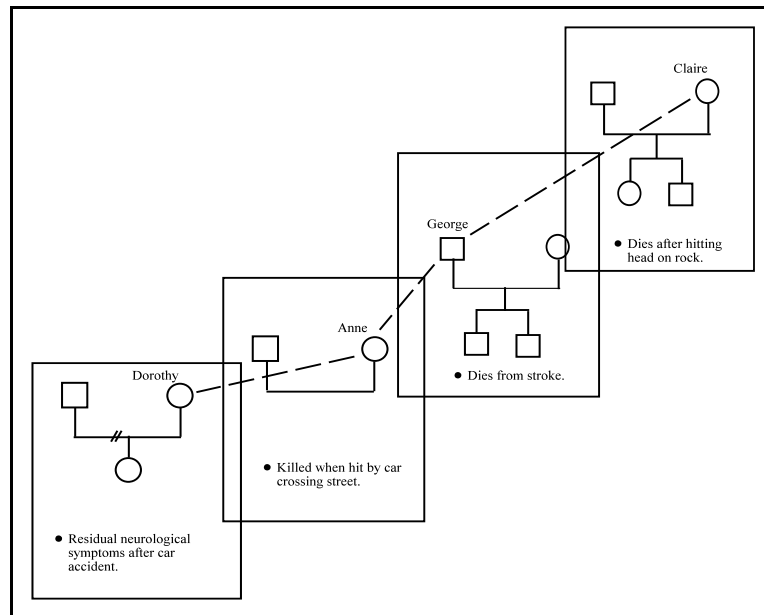 Claire
● Dies after hitting
head on rock.
George
● Dies from stroke.
Anne
● Killed when hit by car
crossing street.
Dorothy
● Residual neurological
symptoms after car
accident.